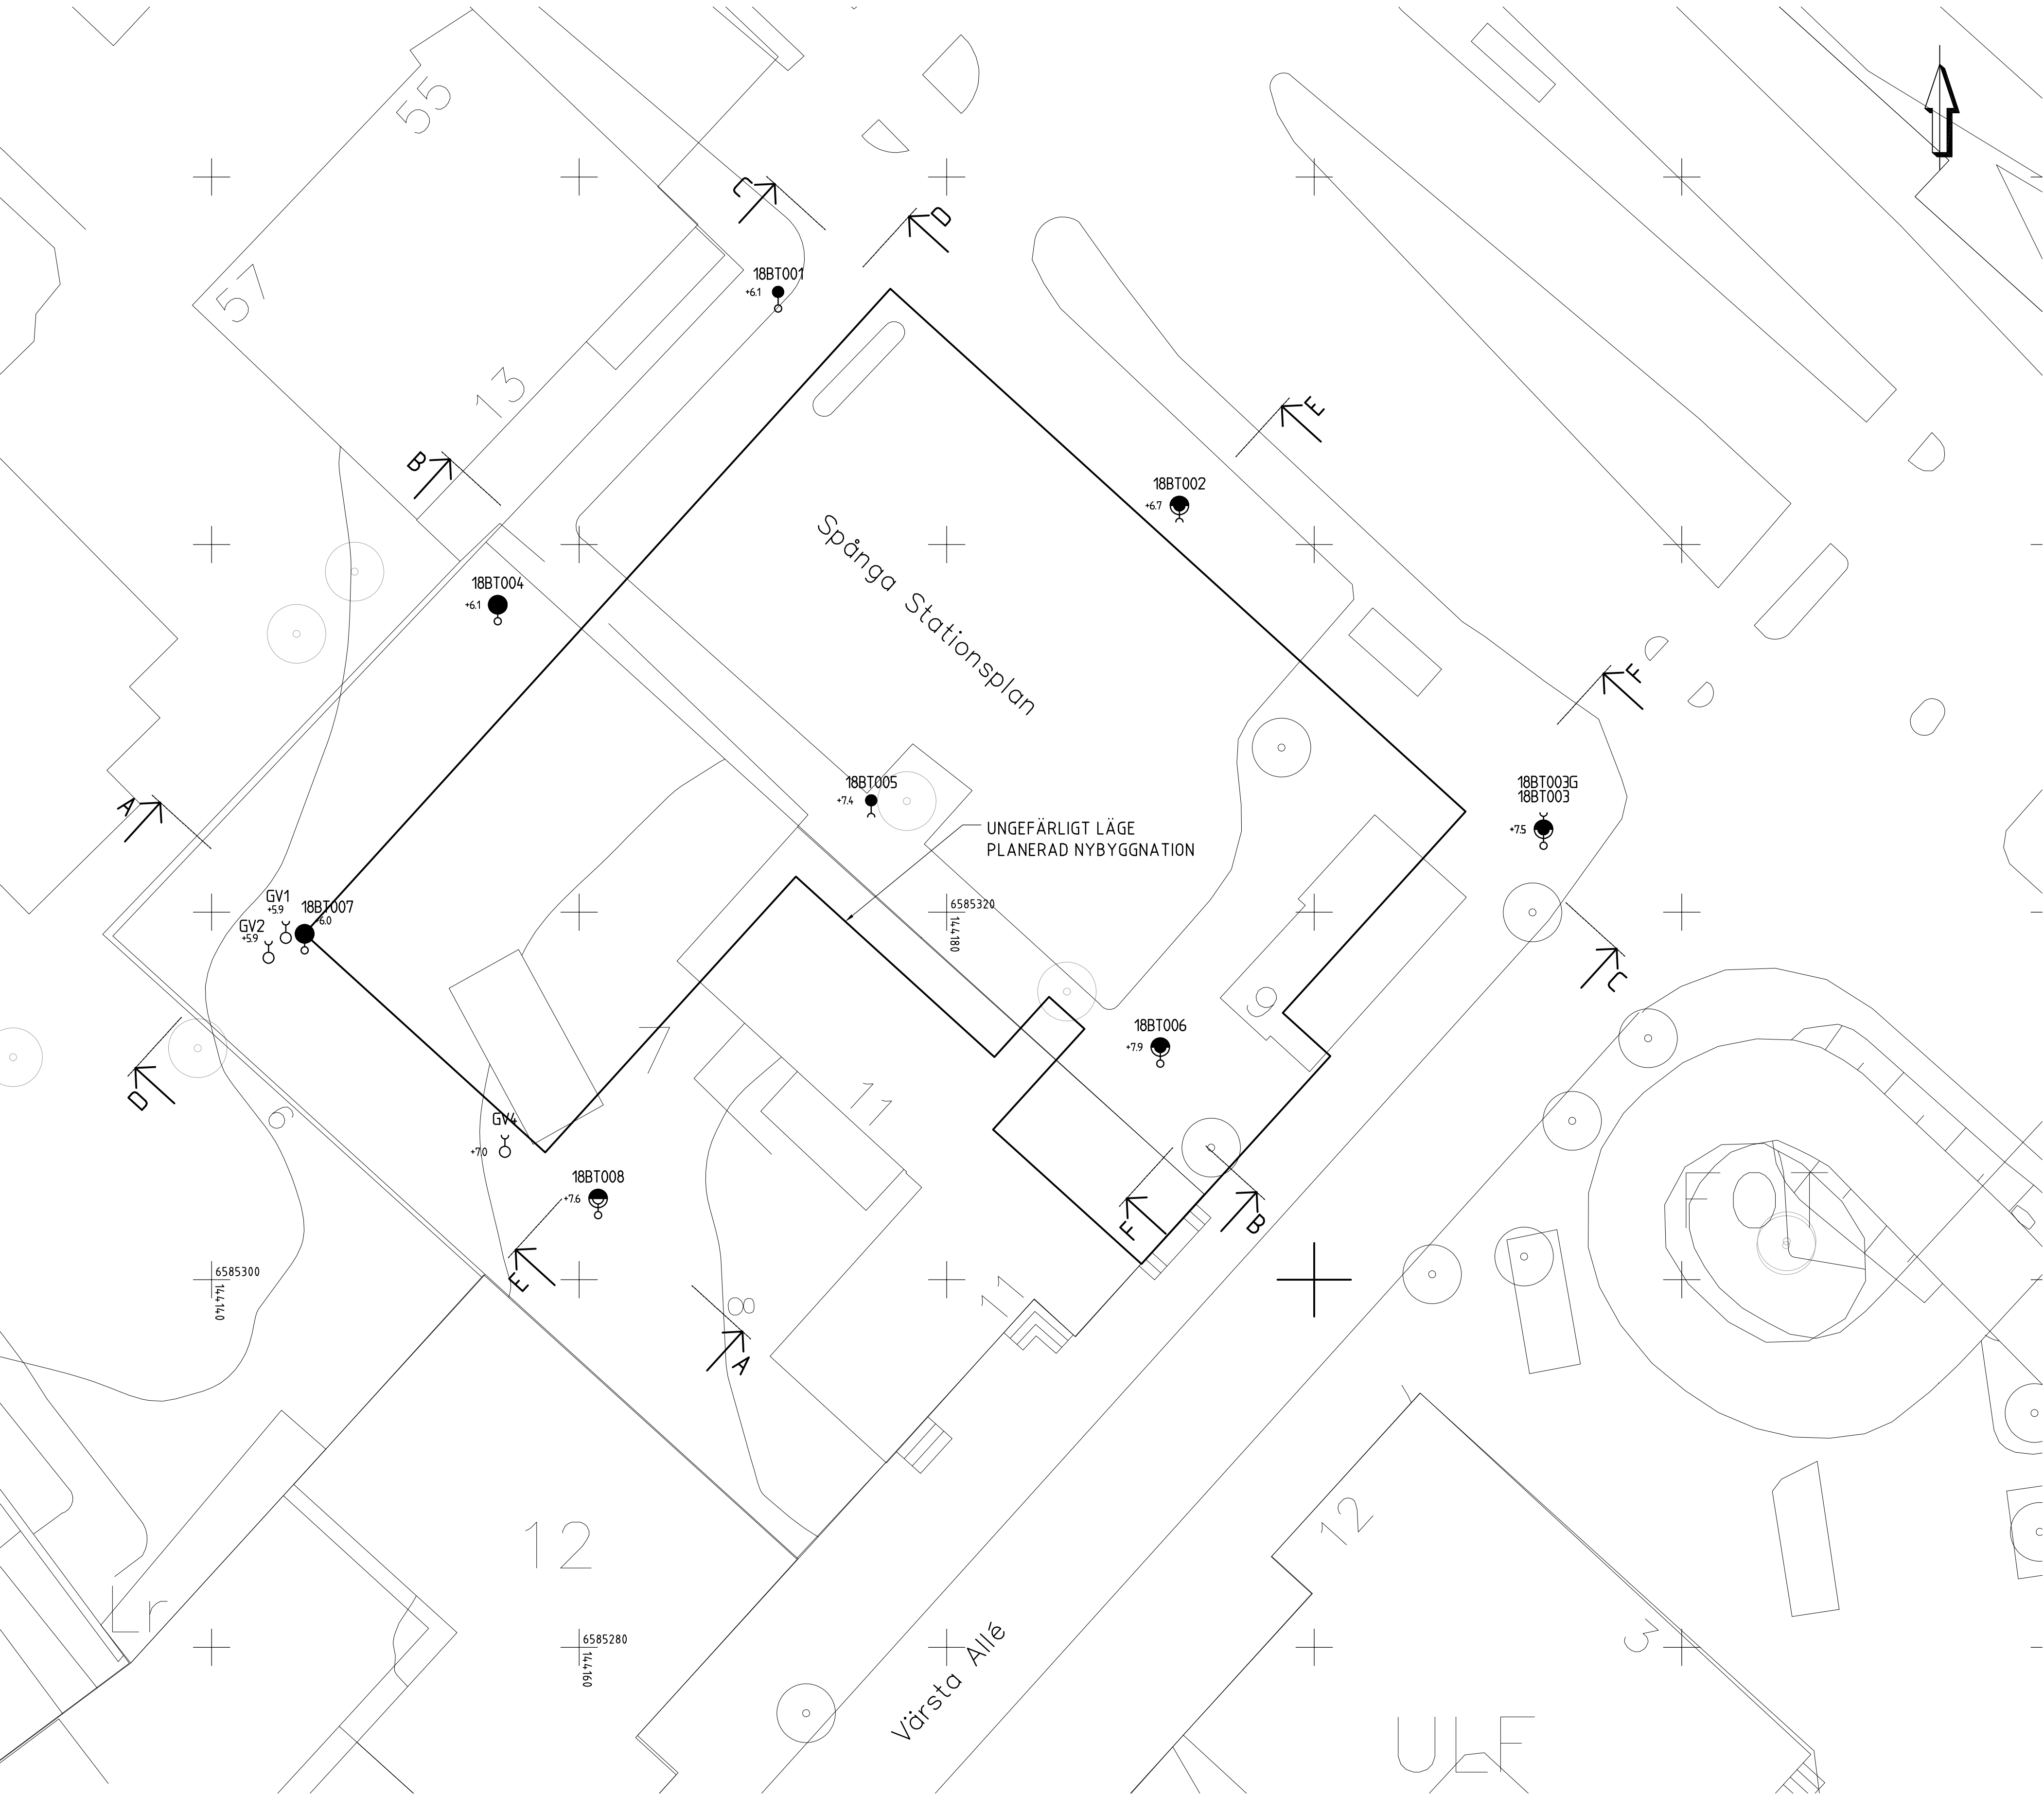 55
57
13
C
D
18BT001
+6.1
E
B
18BT002
+6.7
Spånga Stationsplan
18BT004
+6.1
F
18BT005
+7.4
18BT003G
18BT003
+7.5
A
UNGEFÄRLIGT LÄGE
PLANERAD NYBYGGNATION
GV1
+5.9
18BT007
+6.0
GV2
+5.9
6585320
144180
C
9
18BT006
+7.9
7
D
9
11
GV4
+7.0
18BT008
+7.6
F
B
E
6585300
144140
8
11
A
12
12
Lr
6585280
144160
Värsta Allé
3
ULF